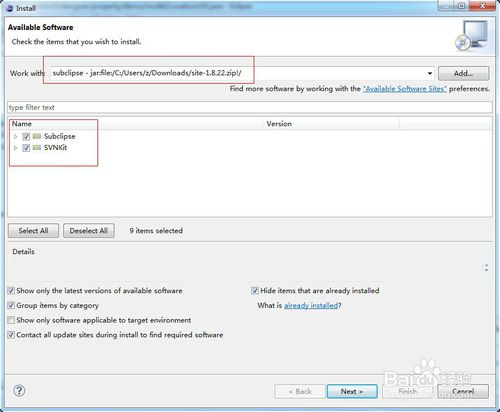 Install
Available Software
Check the items that you wish to install.
Work with: subclipse - jar:file:/C:/Users/z/Downloads/site-1.8.22.zip!/
Add...
Find more software by working with the "Available Software Sites" preferences.
type filter text
Name Version
Subclipse
SVNKit
Select All Deselect All 9 items selected
Details
Show only the latest versions of available software Hide items that are already installed
Group items by category What is already installed?
Show only software applicable to target environment
Contact all update sites during install to find required software
Baidu 经验
? < Back Next > Finish Cancel